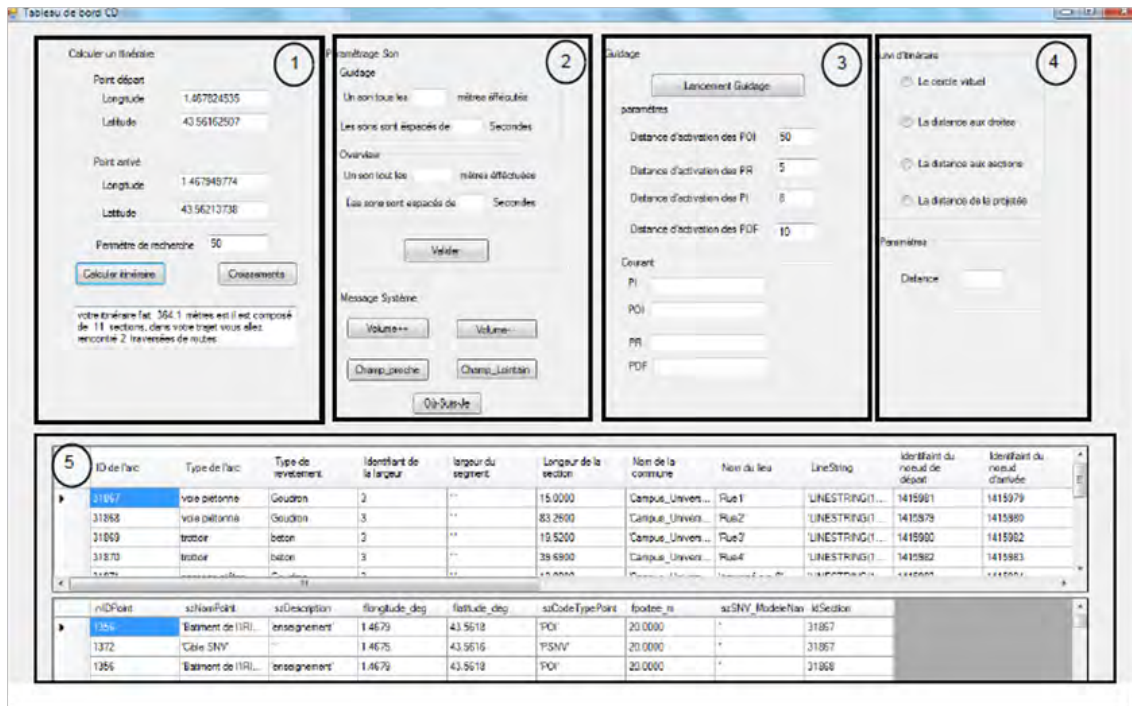 Tableau de bord CD
Calculer un Itinéraire
1
Point départ
Longitude 1.467824535
Latitude 43.56162507
Point arrivé
Longitude 1.467949774
Latitude 43.56213738
Permètre de recherche 50
Calculer itinéraire Croisements
votre itinéraire fait 364.1 mètres est il est composé
de 11 sections, dans votre trajet vous allez
rencontré 2 traversées de routes
Paramétrage Son
2
Guidage
Un son tous les mètres éfféctués
Les sons sont éspacés de Secondes
Overview
Un son tout les mètres éfféctuées
Les sons sont espacés de Secondes
Valider
Message Système
Volume++ Volume--
Champ_proche Champ_Lointain
Où-Suis-Je
Guidage
3
Lancement Guidage
paramètres
Distance d'activation des POI 50
Distance d'activation des PR 5
Distance d'activation des PI 8
Distance d'activation des PDF 10
Courant
PI
POI
PR
PDF
uivi d'itinéraire
4
Le cercle virtuel
La distance aux droites
La distance aux sections
La distance de la projetée
Paramètres
Distance
5
ID de l'arc Type de l'arc Type de revetement Identifiant de la largeur largeur du segment Longeur de la section Nom de la commune Nom du lieu LineString Identifiant du noeud de départ Identifiant du noeud d'arrivée
31867 voie pietonne Goudron 3 '' 15.0000 'Campus_Univers... 'Rue1' 'LINESTRING(1... 1415981 1415979
31868 voie pietonne Goudron 3 '' 83.2600 'Campus_Univers... 'Rue2' 'LINESTRING(1... 1415979 1415980
31869 trottoir beton 3 '' 19.5200 'Campus_Univers... 'Rue3' 'LINESTRING(1... 1415980 1415982
31870 trottoir beton 3 '' 39.6900 'Campus_Univers... 'Rue4' 'LINESTRING(1... 1415982 1415983
nIDPoint szNomPoint szDescription flongitude_deg flatitude_deg szCodeTypePoint fportee_m szSNV_ModeleNav idSection
1356 'Batiment de l'IRI... 'enseignement' 1.4679 43.5618 'POI' 20.0000 '' 31867
1372 'Cible SNV' '' 1.4675 43.5616 'PSNV' 20.0000 '' 31867
1356 'Batiment de l'IRI... 'enseignement' 1.4679 43.5618 'POI' 20.0000 31868